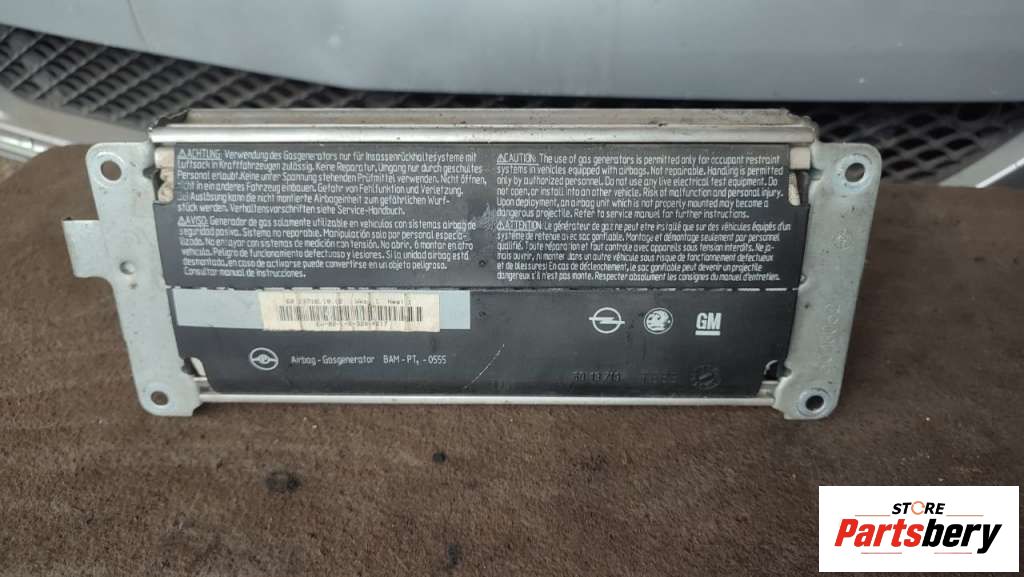 ⚠ACHTUNG: Verwendung des Gasgenerators nur für Insassenrückhaltesysteme mit
Luftsack in Kraftfahrzeugen zulässig. Keine Reparatur, Umgang nur durch geschultes
Personal erlaubt. Keine unter Spannung stehenden Prüfmittel verwenden. Nicht öffnen,
nicht in ein anderes Fahrzeug einbauen. Gefahr von Fehlfunktion und Verletzung.
Bei Auslösung kann die nicht montierte Airbageinheit zum gefährlichen Wurf-
stück werden. Verhaltensvorschriften siehe Service-Handbuch.
⚠AVISO: Generador de gas solamente utilizable en vehiculos con sistemas airbag de
seguridad pasiva. Sistema no reparable. Manipulación solo por personal especia-
lizado. No ensayar con sistemas de medición con tensión. No abrir, ó montar en otro
vehiculo. Peligro de funcionamiento defectuoso y lesiones. Si la unidad airbag está
desmontada, en caso de activarse puede convertirse en un objeto peligroso.
Consultar manual de instrucciones.
⚠CAUTION: The use of gas generators is permitted only for occupant restraint
systems in vehicles equipped with airbags. Not repairable. Handling is permitted
only by authorized personnel. Do not use any live electrical test equipment. Do
not open, or install into an other vehicle. Risk of malfunction and personal injury.
Upon deployment, an airbag unit which is not properly mounted may become a
dangerous projectile. Refer to service manual for further instructions.
⚠ATTENTION: Le générateur de gaz ne peut être installé que sur des véhicules équipés d'un
système de retenue avec sac gonflable. Montage et démontage seulement par personnel
qualifié. Toute réparation et tout contrôle avec appareils sous tension interdits. Ne ja-
mais ouvrir, ni monter dans un autre véhicule sous risque de fonctionnement defectueux
et de blessures! En cas de déclenchement, le sac gonflable peut devenir un projectile
dangereux s'il n'est pas monté. Respecter absolument les consignes du manuel d'entretien.
GM
Airbag-Gasgenerator BAM-PT₁-0555
STORE
Partsbery